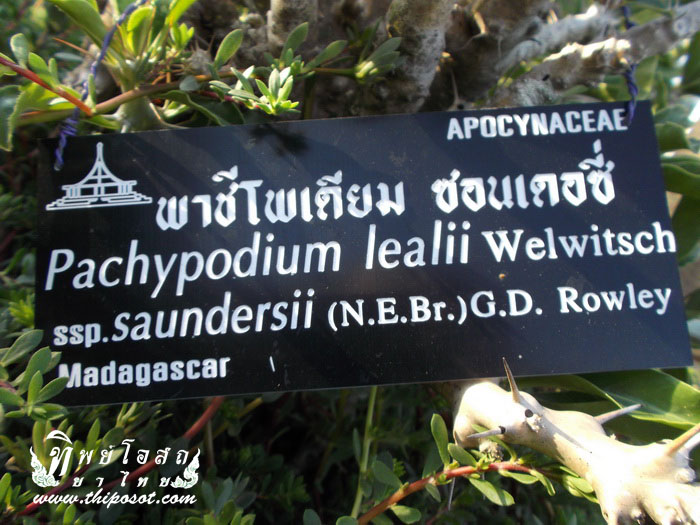 APOCYNACEAE
พาชีโพเดียม ซอนเดอซี่
Pachypodium lealii Welwitsch
ssp.saundersii (N.E.Br.)G.D. Rowley
Madagascar
ทิพย์โอสถ
ยาไทย
www.thiposot.com